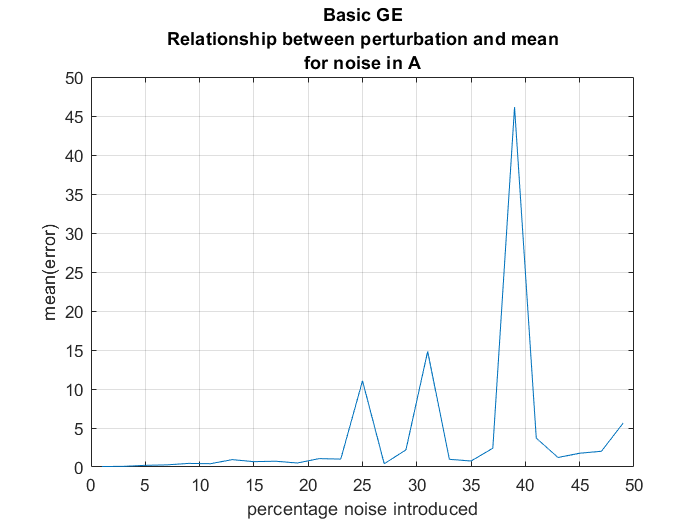 Basic GE
Relationship between perturbation and mean
for noise in A
50
45
40
35
30
25
20
15
10
5
0
mean(error)
0 5 10 15 20 25 30 35 40 45 50
percentage noise introduced